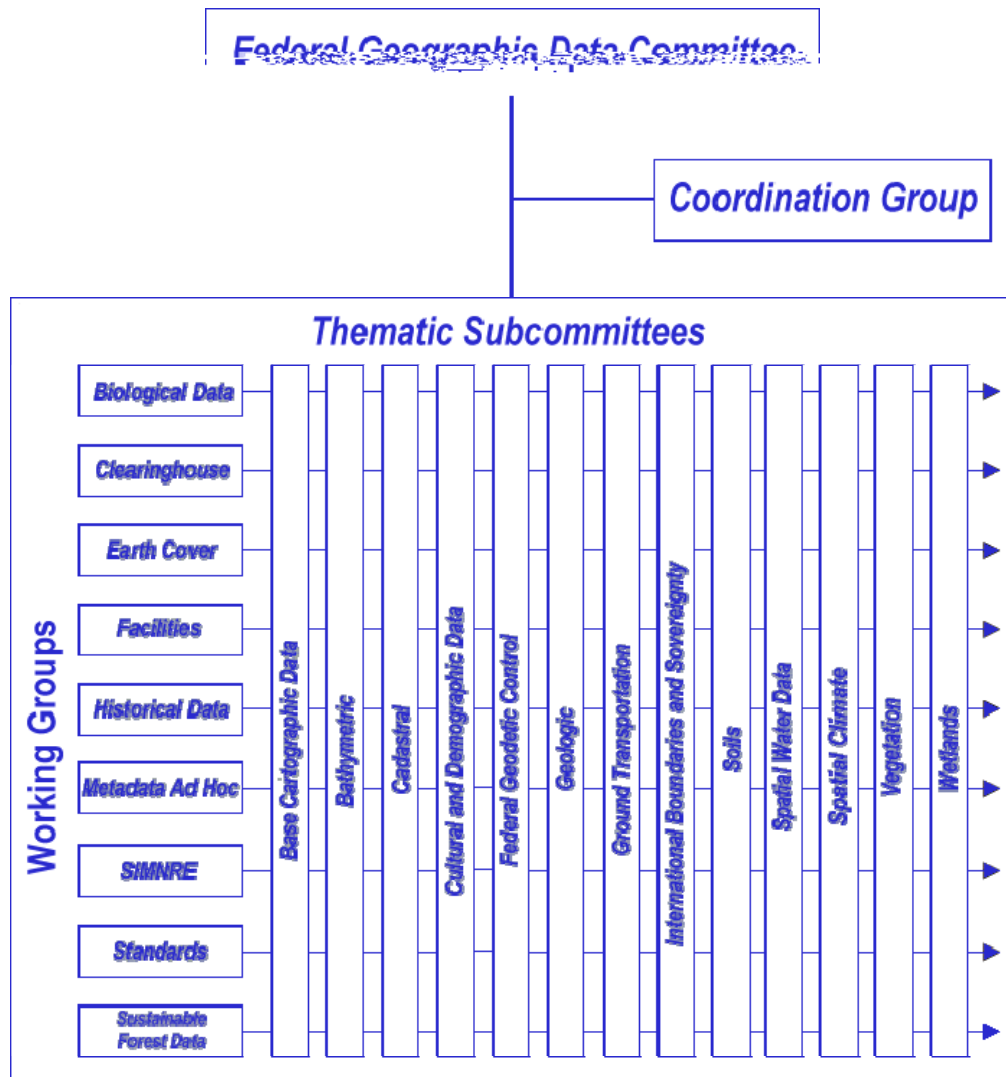 Federal Geographic Data Committee
Coordination Group
Thematic Subcommittees
Working Groups
Biological Data
Clearinghouse
Earth Cover
Facilities
Historical Data
Metadata Ad Hoc
SIMNRE
Standards
Sustainable
Forest Data
Base Cartographic Data
Bathymetric
Cadastral
Cultural and Demographic Data
Federal Geodetic Control
Geologic
Ground Transportation
International Boundaries and Sovereignty
Soils
Spatial Water Data
Spatial Climate
Vegetation
Wetlands